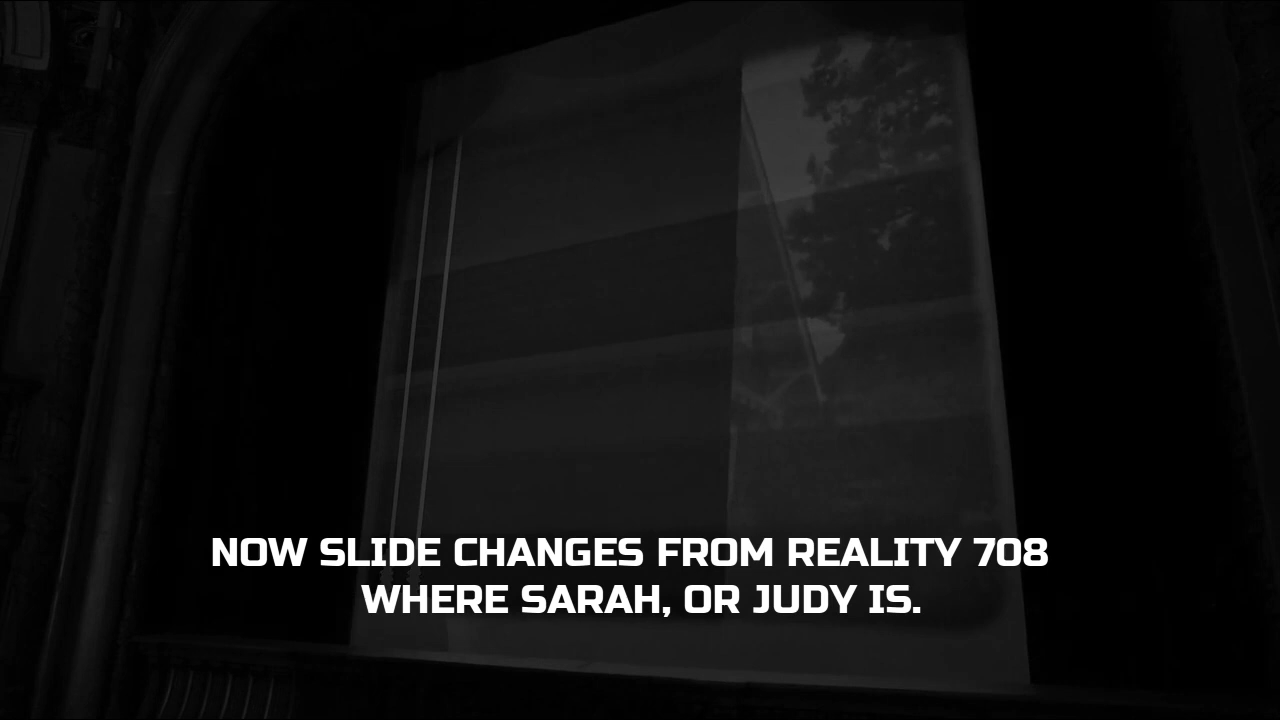 NOW SLIDE CHANGES FROM REALITY 708
WHERE SARAH, OR JUDY IS.